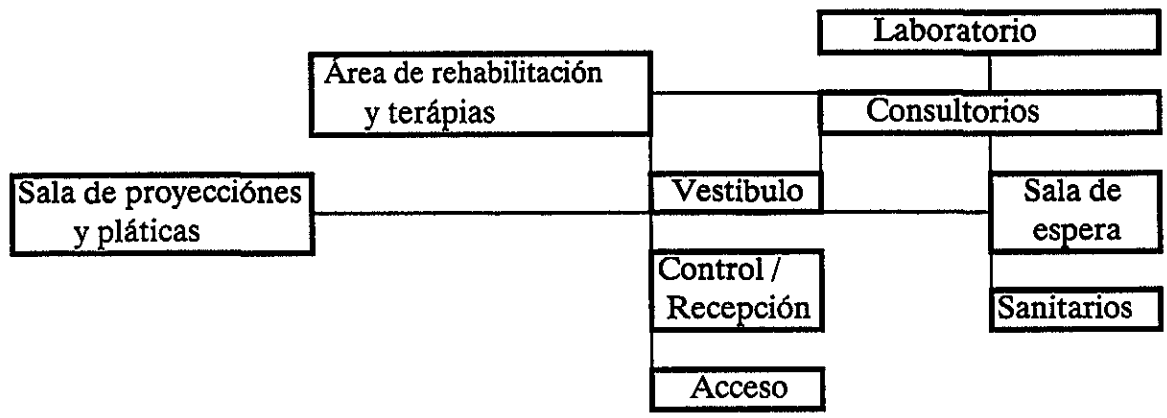 Laboratorio
Área de rehabilitación
y terápias
Consultorios
Sala de proyecciónes
y pláticas
Vestibulo
Sala de
espera
Control /
Recepción
Sanitarios
Acceso